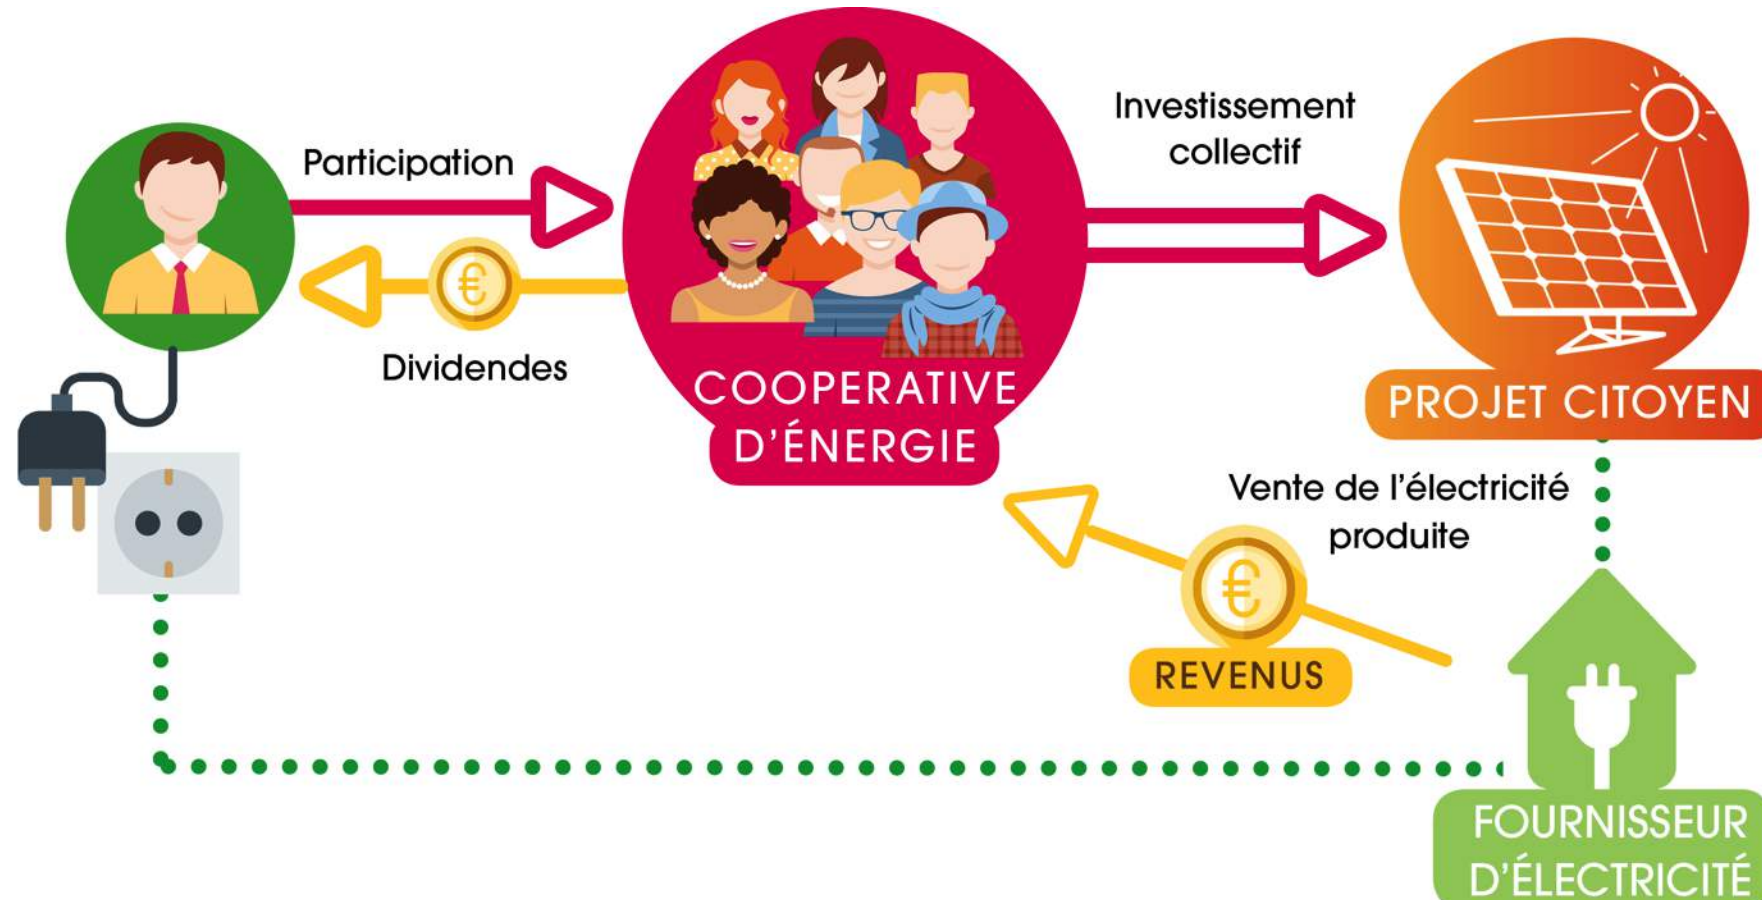 Participation
Dividendes
COOPERATIVE
D'ÉNERGIE
Investissement
collectif
PROJET CITOYEN
Vente de l'électricité
produite
€
€
REVENUS
FOURNISSEUR
D'ÉLECTRICITÉ